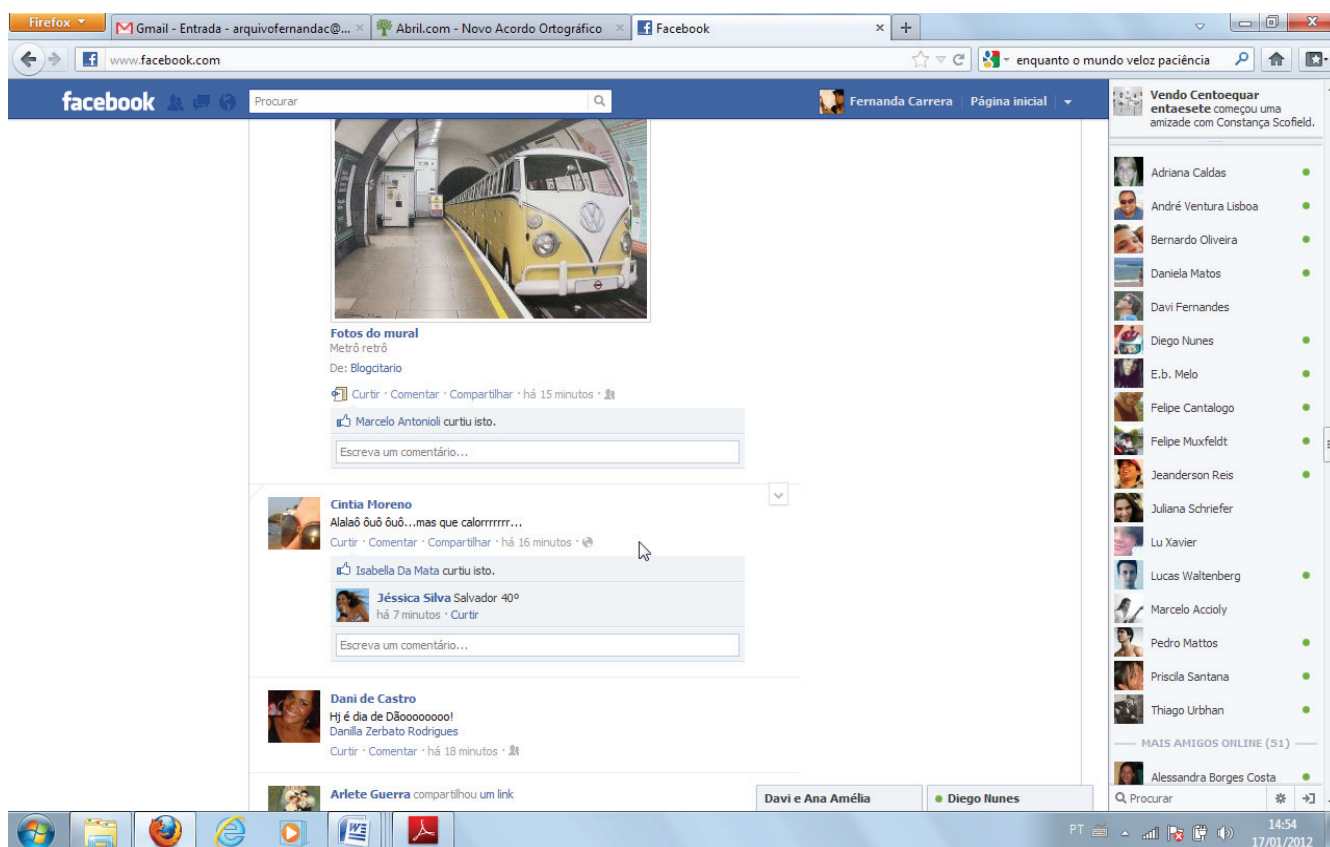 Firefox
Gmail - Entrada - arquivofernandac@...
Abril.com - Novo Acordo Ortográfico
Facebook
www.facebook.com
enquanto o mundo veloz paciência
facebook
Procurar
Fernanda Carrera
Página inicial
Fotos do mural
Metrô retrô
De: Blogcitario
Curtir · Comentar · Compartilhar · há 15 minutos ·
Marcelo Antonioli curtiu isto.
Escreva um comentário...
Cintia Moreno
Alalaô ôuô ôuô...mas que calorrrrrrr...
Curtir · Comentar · Compartilhar · há 16 minutos ·
Isabella Da Mata curtiu isto.
Jéssica Silva Salvador 40º
há 7 minutos · Curtir
Escreva um comentário...
Dani de Castro
Hj é dia de Dãoooooooo!
Danilla Zerbato Rodrigues
Curtir · Comentar · há 18 minutos ·
Arlete Guerra compartilhou um link
Vendo Centoequar
entaesete começou uma
amizade com Constança Scofield.
Adriana Caldas
André Ventura Lisboa
Bernardo Oliveira
Daniela Matos
Davi Fernandes
Diego Nunes
E.b. Melo
Felipe Cantalogo
Felipe Muxfeldt
Jeanderson Reis
Juliana Schriefer
Lu Xavier
Lucas Waltenberg
Marcelo Accioly
Pedro Mattos
Priscila Santana
Thiago Urbhan
MAIS AMIGOS ONLINE (51)
Alessandra Borges Costa
Procurar
Davi e Ana Amélia
Diego Nunes
PT
14:54
17/01/2012